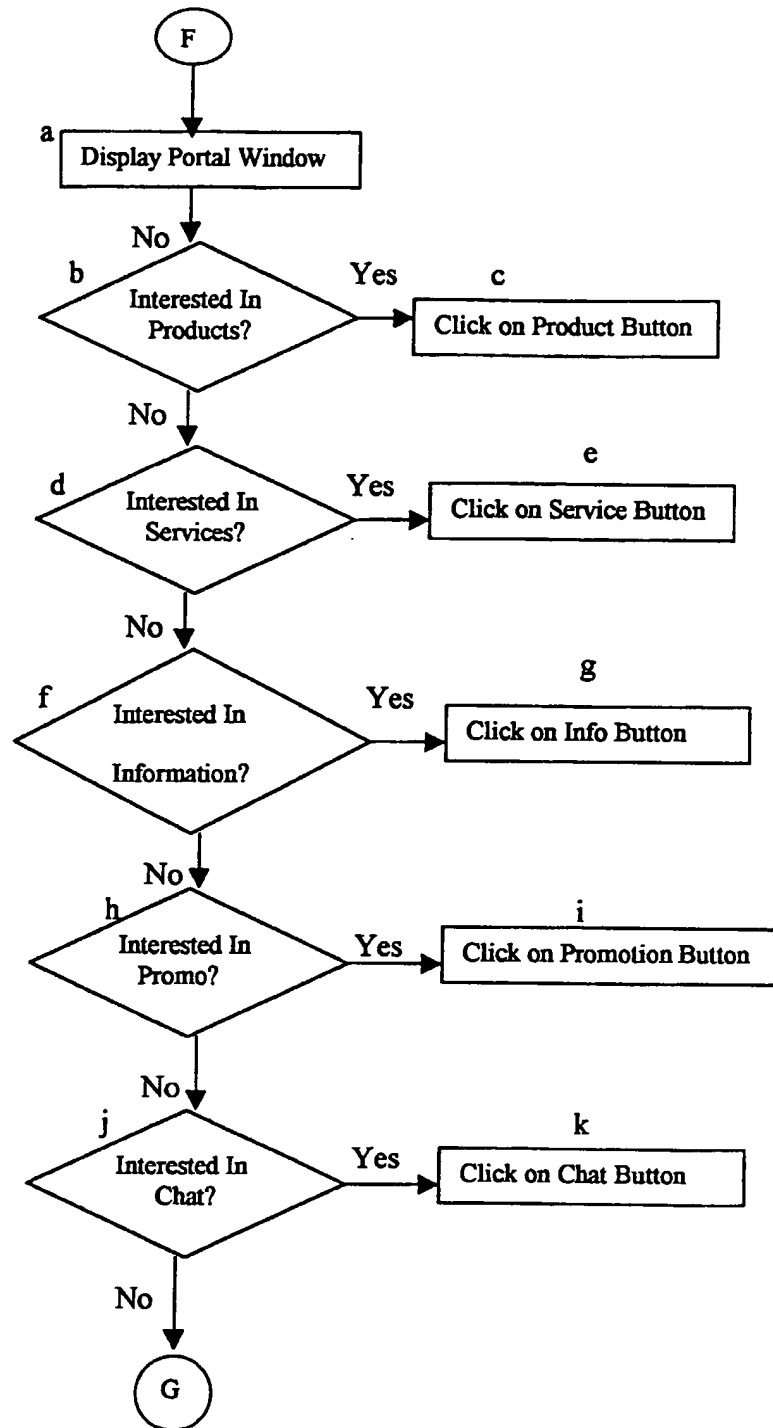 F
a
Display Portal Window
No
b
Interested In
Products?
Yes
c
Click on Product Button
No
d
Interested In
Services?
Yes
e
Click on Service Button
No
f
Interested In
Information?
Yes
g
Click on Info Button
No
h
Interested In
Promo?
Yes
i
Click on Promotion Button
No
j
Interested In
Chat?
Yes
k
Click on Chat Button
No
G